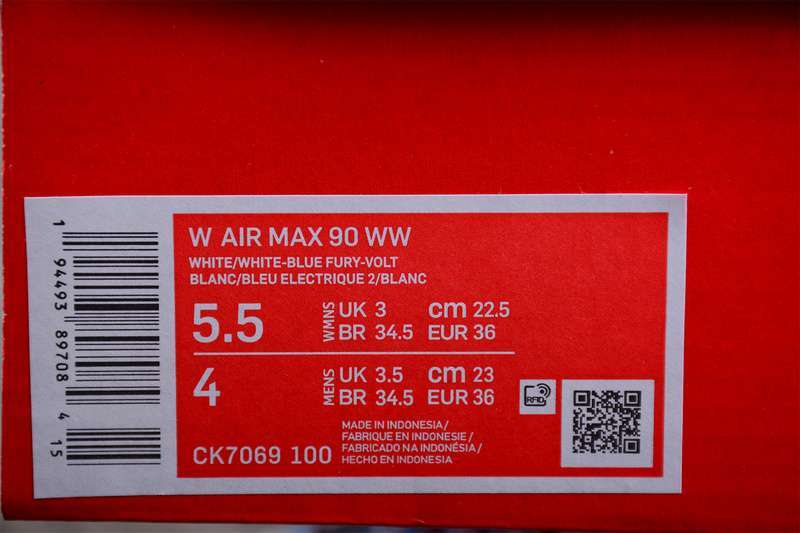 W AIR MAX 90 WW
WHITE/WHITE-BLUE FURY-VOLT
BLANC/BLEU ELECTRIQUE 2/BLANC
5.5 WMNS UK 3 cm 22.5
BR 34.5 EUR 36
4 MENS UK 3.5 cm 23
BR 34.5 EUR 36
RFID
CK7069 100
MADE IN INDONESIA/
FABRIQUE EN INDONESIE/
FABRICADO NA INDONÉSIA/
HECHO EN INDONESIA
1 94493 89708 4 15